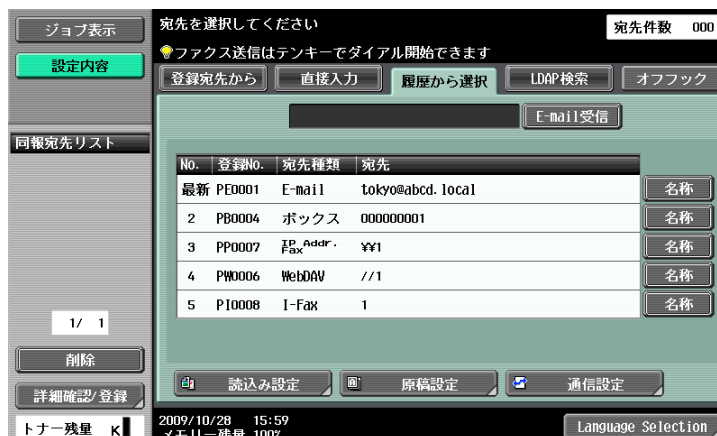 ジョブ表示
設定内容
同報宛先リスト
1/ 1
削除
詳細確認/登録
トナー残量 K
宛先を選択してください
宛先件数 000
ファクス送信はテンキーでダイアル開始できます
登録宛先から 直接入力 履歴から選択 LDAP検索 オフフック
E-mail受信
No. 登録No. 宛先種類 宛先
最新 PE0001 E-mail tokyo@abcd.local 名称
2 PB0004 ボックス 000000001 名称
3 PP0007 IP Addr. Fax ¥¥1 名称
4 PW0006 WebDAV //1 名称
5 PI0008 I-Fax 1 名称
読込み設定 原稿設定 通信設定
2009/10/28 15:59
メモリー残量 100%
Language Selection